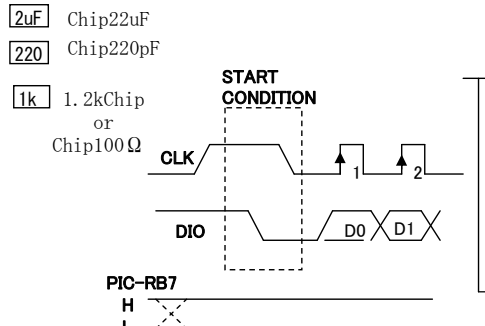 2uF Chip22uF
220 Chip220pF
1k 1.2kChip
or
Chip100Ω
START
CONDITION
CLK
1 2
DIO
D0 D1
PIC-RB7
H
L